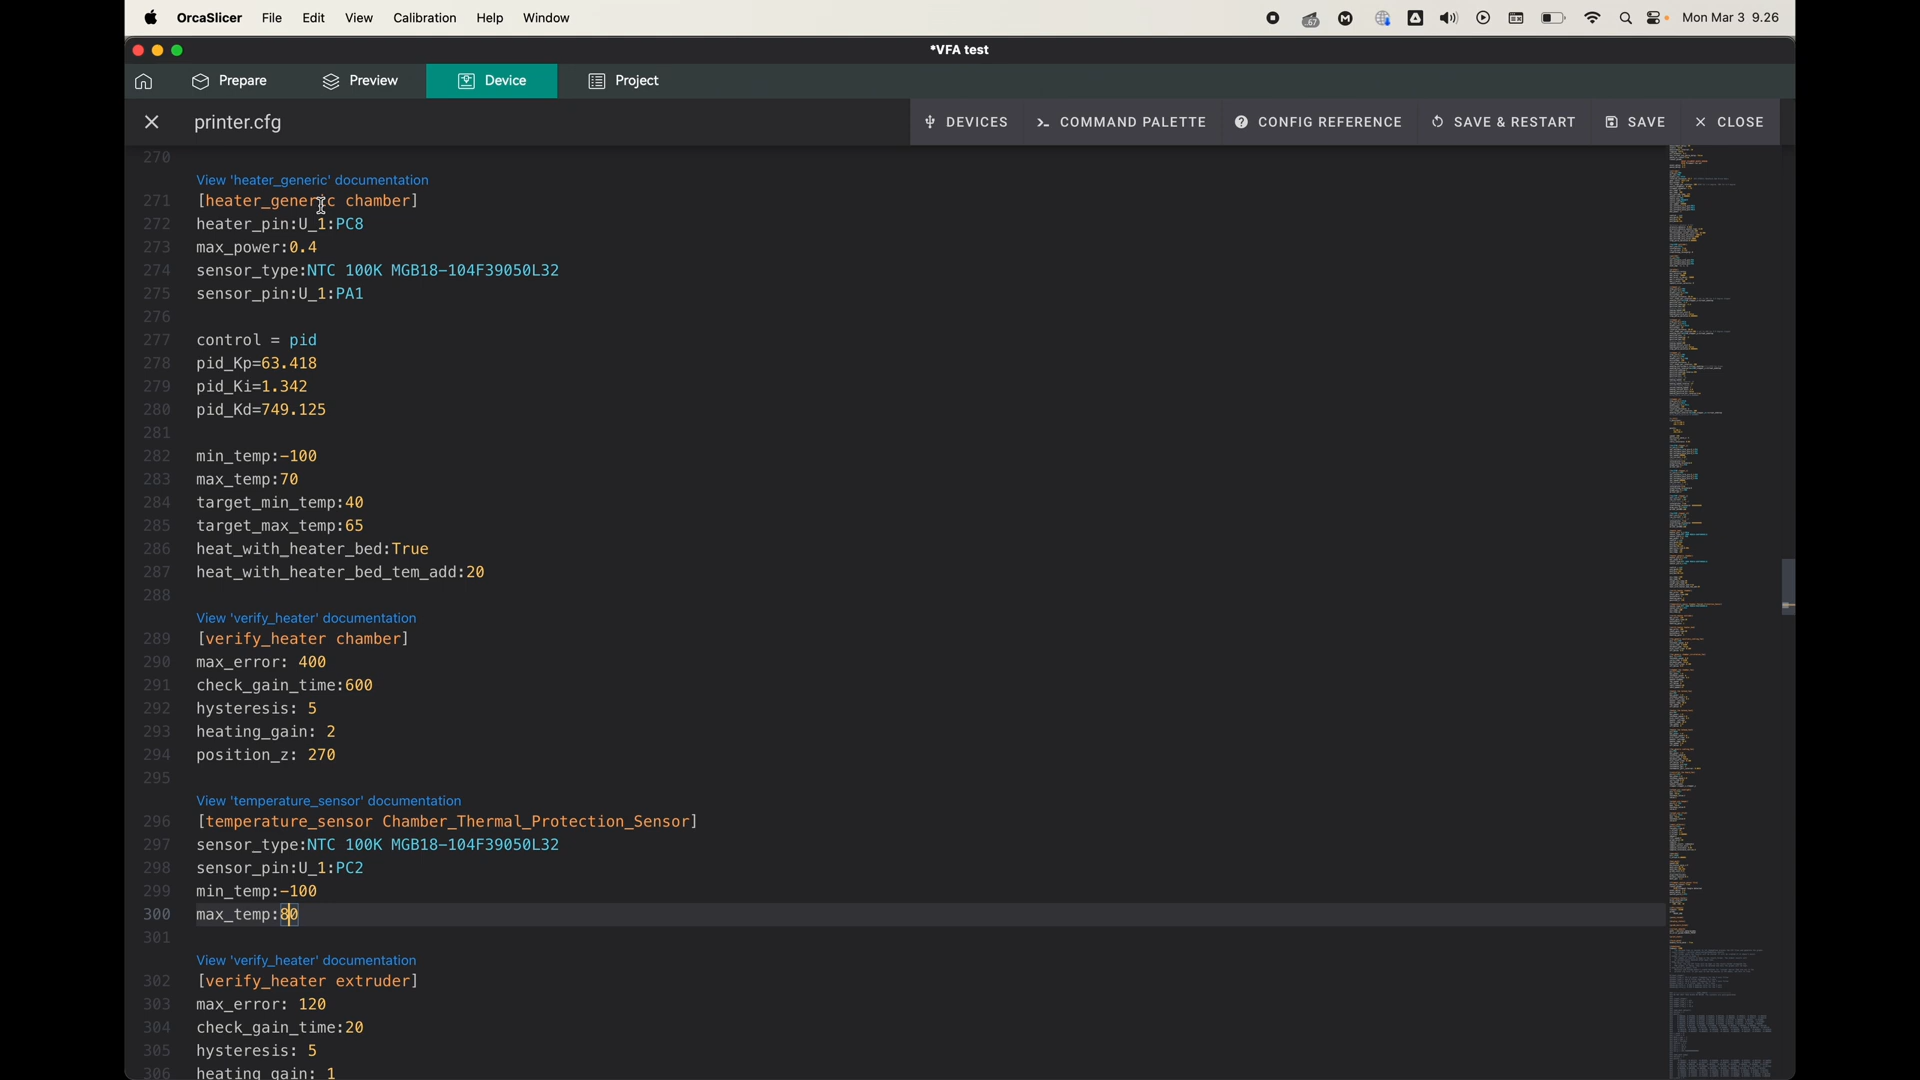 OrcaSlicer File Edit View Calibration Help Window Mon Mar 3 9.26
*VFA test
Prepare Preview Device Project
printer.cfg DEVICES COMMAND PALETTE CONFIG REFERENCE SAVE & RESTART SAVE CLOSE
270
View 'heater_generic' documentation
271 [heater_generic chamber]
272 heater_pin:U_1:PC8
273 max_power:0.4
274 sensor_type:NTC 100K MGB18-104F39050L32
275 sensor_pin:U_1:PA1
276
277 control = pid
278 pid_Kp=63.418
279 pid_Ki=1.342
280 pid_Kd=749.125
281
282 min_temp:-100
283 max_temp:70
284 target_min_temp:40
285 target_max_temp:65
286 heat_with_heater_bed:True
287 heat_with_heater_bed_tem_add:20
288
View 'verify_heater' documentation
289 [verify_heater chamber]
290 max_error: 400
291 check_gain_time:600
292 hysteresis: 5
293 heating_gain: 2
294 position_z: 270
295
View 'temperature_sensor' documentation
296 [temperature_sensor Chamber_Thermal_Protection_Sensor]
297 sensor_type:NTC 100K MGB18-104F39050L32
298 sensor_pin:U_1:PC2
299 min_temp:-100
300 max_temp:80
301
View 'verify_heater' documentation
302 [verify_heater extruder]
303 max_error: 120
304 check_gain_time:20
305 hysteresis: 5
306 heating_gain: 1